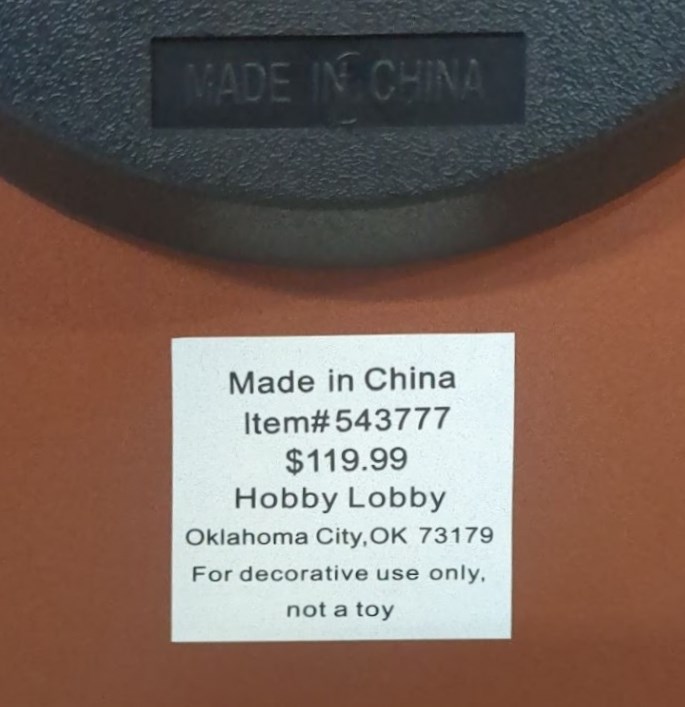 MADE IN CHINA
Made in China
Item#543777
$119.99
Hobby Lobby
Oklahoma City,OK 73179
For decorative use only,
not a toy